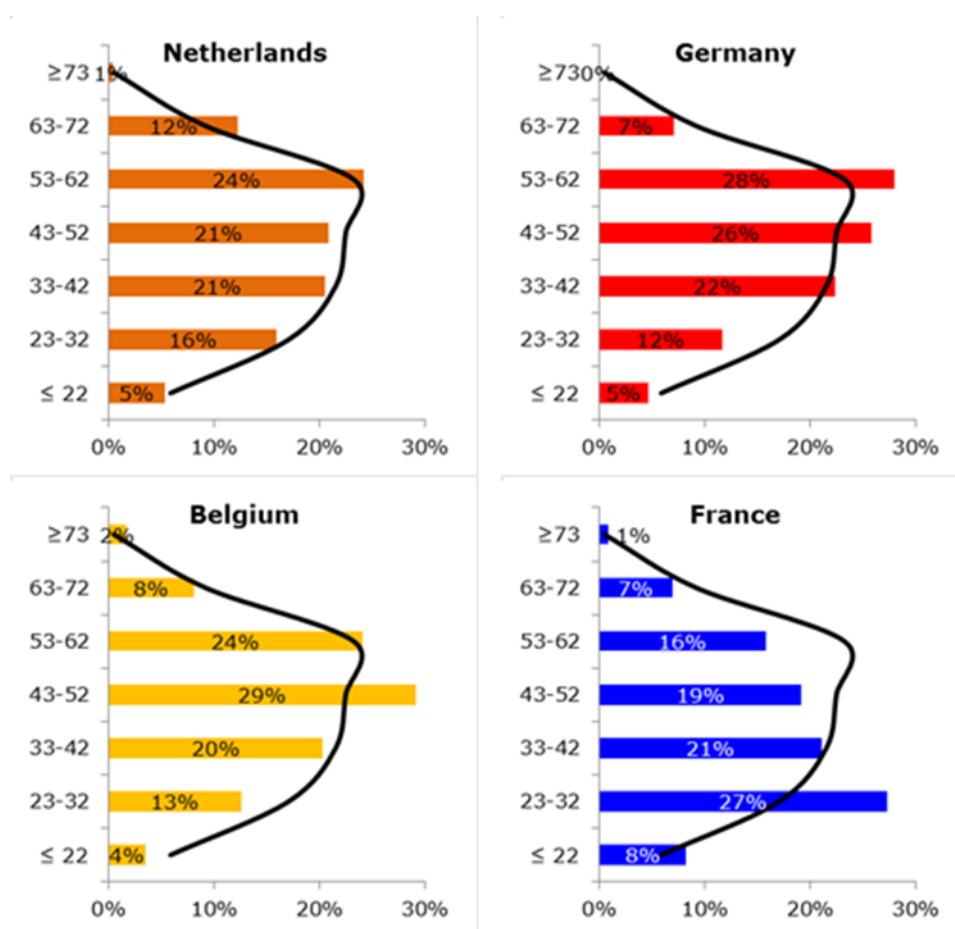 Netherlands
≥73 1%
63-72 12%
53-62 24%
43-52 21%
33-42 21%
23-32 16%
≤ 22 5%
0% 10% 20% 30%
Germany
≥73 0%
63-72 7%
53-62 28%
43-52 26%
33-42 22%
23-32 12%
≤ 22 5%
0% 10% 20% 30%
Belgium
≥73 2%
63-72 8%
53-62 24%
43-52 29%
33-42 20%
23-32 13%
≤ 22 4%
0% 10% 20% 30%
France
≥73 1%
63-72 7%
53-62 16%
43-52 19%
33-42 21%
23-32 27%
≤ 22 8%
0% 10% 20% 30%